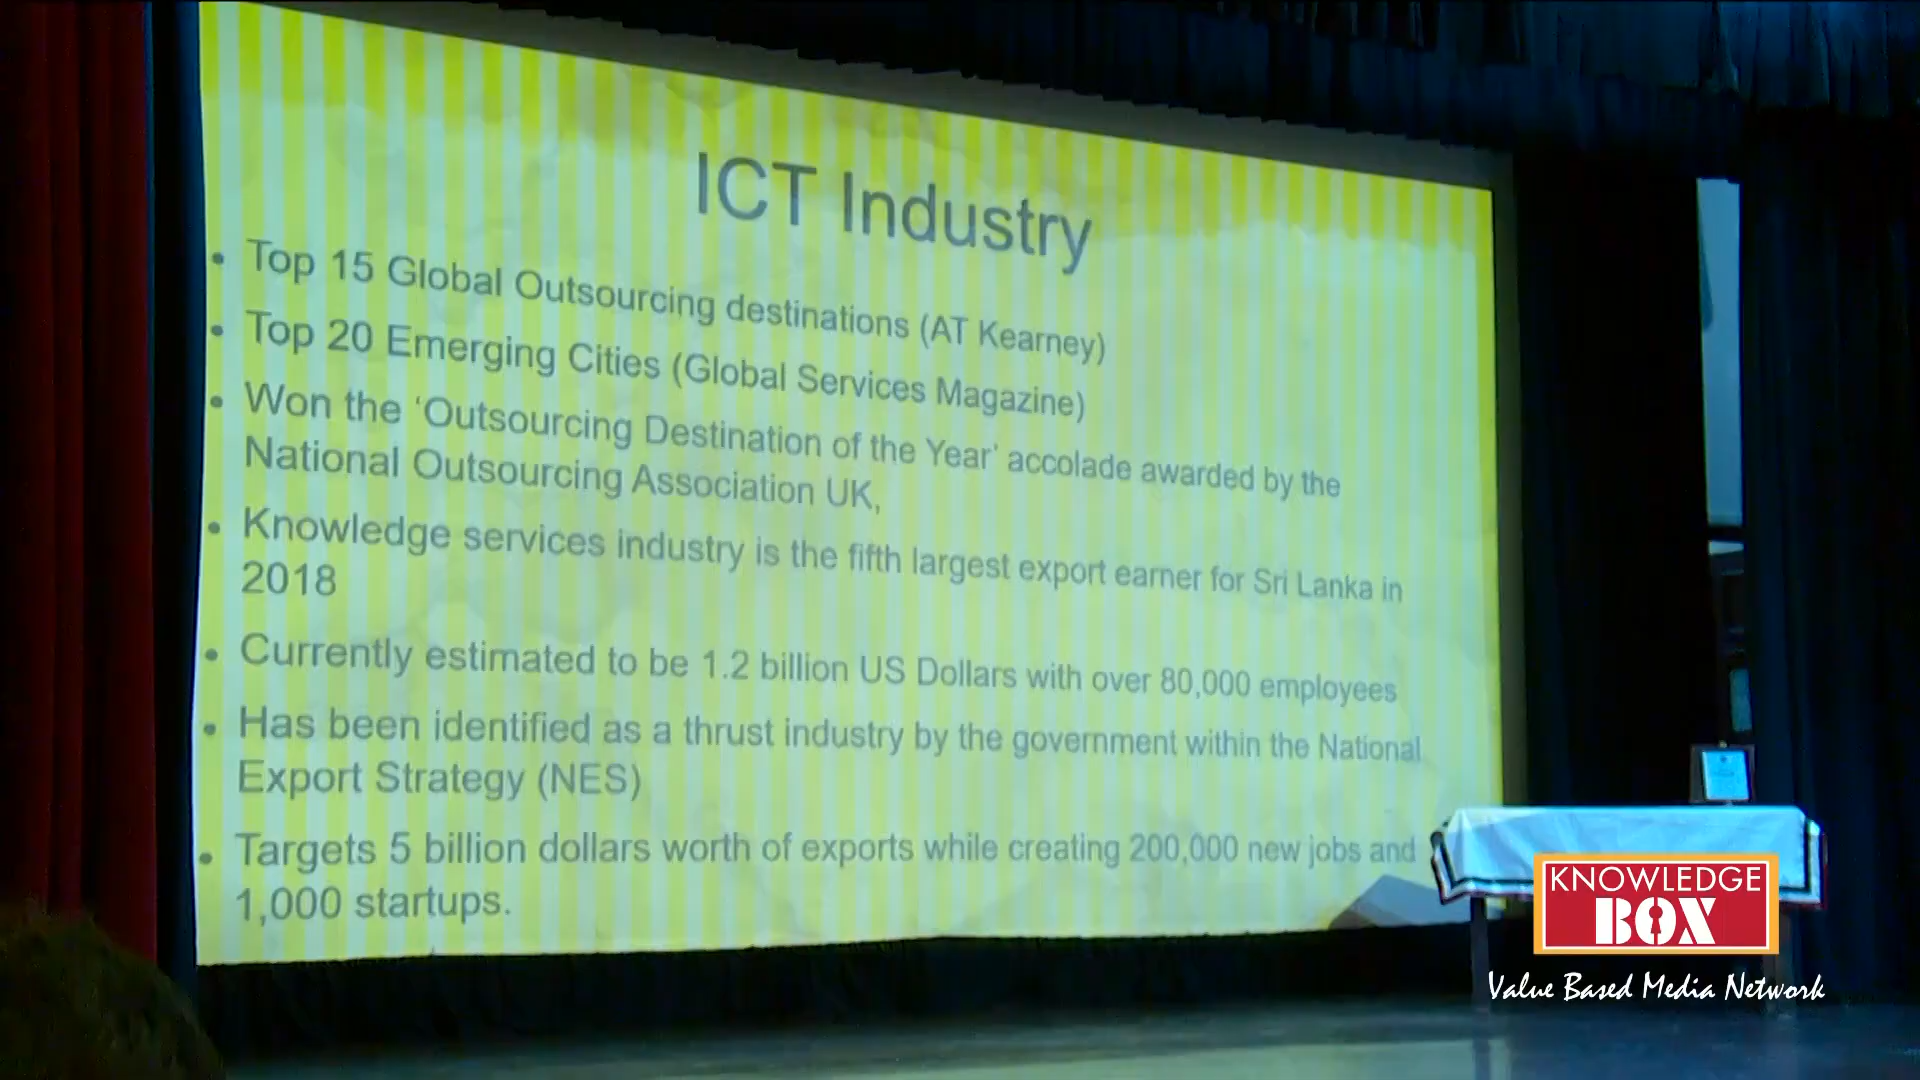 ICT Industry
• Top 15 Global Outsourcing destinations (AT Kearney)
• Top 20 Emerging Cities (Global Services Magazine)
• Won the ‘Outsourcing Destination of the Year’ accolade awarded by the
National Outsourcing Association UK,
• Knowledge services industry is the fifth largest export earner for Sri Lanka in
2018
• Currently estimated to be 1.2 billion US Dollars with over 80,000 employees
• Has been identified as a thrust industry by the government within the National
Export Strategy (NES)
• Targets 5 billion dollars worth of exports while creating 200,000 new jobs and
1,000 startups.
KNOWLEDGE
BOX
Value Based Media Network